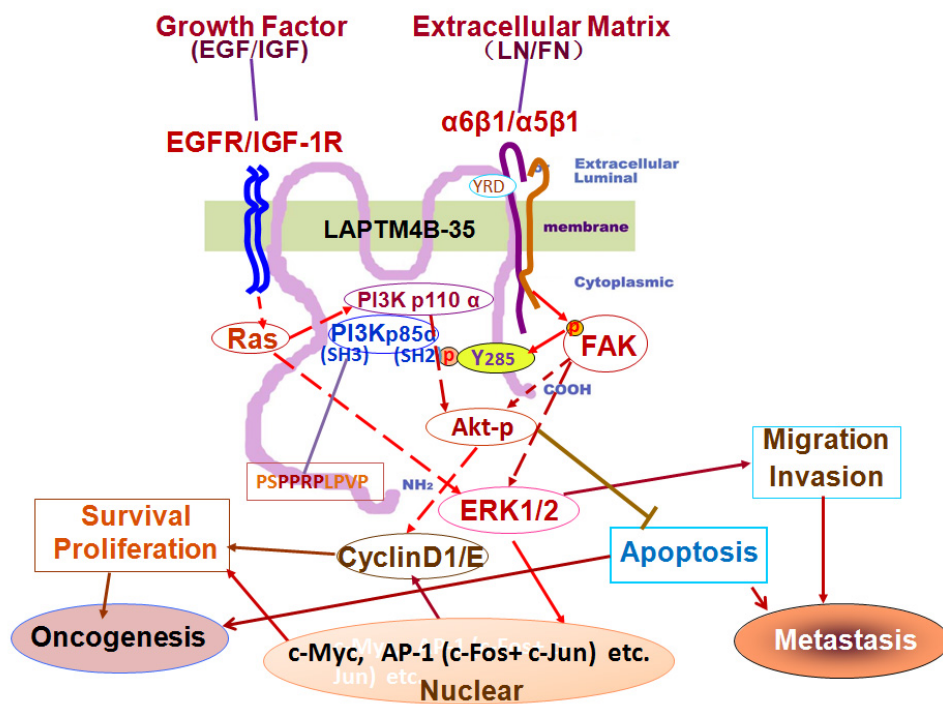 Growth Factor
(EGF/IGF)
Extracellular Matrix
(LN/FN)
α6β1/α5β1
EGFR/IGF-1R
YRD
Extracellular
Luminal
LAPTM4B-35
membrane
Cytoplasmic
PI3K p110 α
Ras
PI3Kp85α
(SH3) (SH2)
p
Y285
p
FAK
COOH
Akt-p
PSPPRPLPVP
NH₂
ERK1/2
Migration
Invasion
Survival
Proliferation
CyclinD1/E
Apoptosis
Oncogenesis
c-Myc, AP-1 (c-Fos+ c-Jun) etc.
Jun) etc.
Nuclear
Metastasis